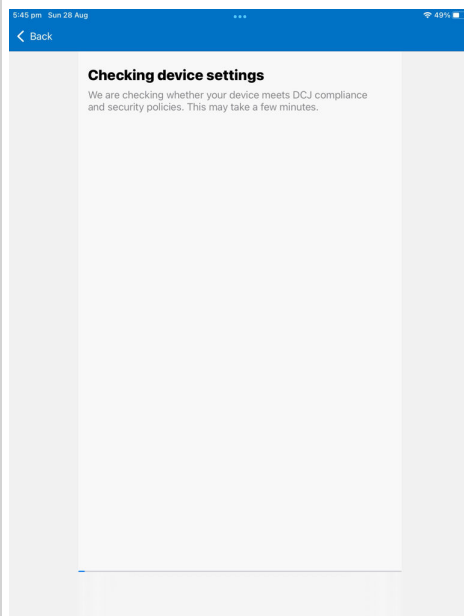 5:45 pm Sun 28 Aug
49%
Back
Checking device settings
We are checking whether your device meets DCJ compliance
and security policies. This may take a few minutes.